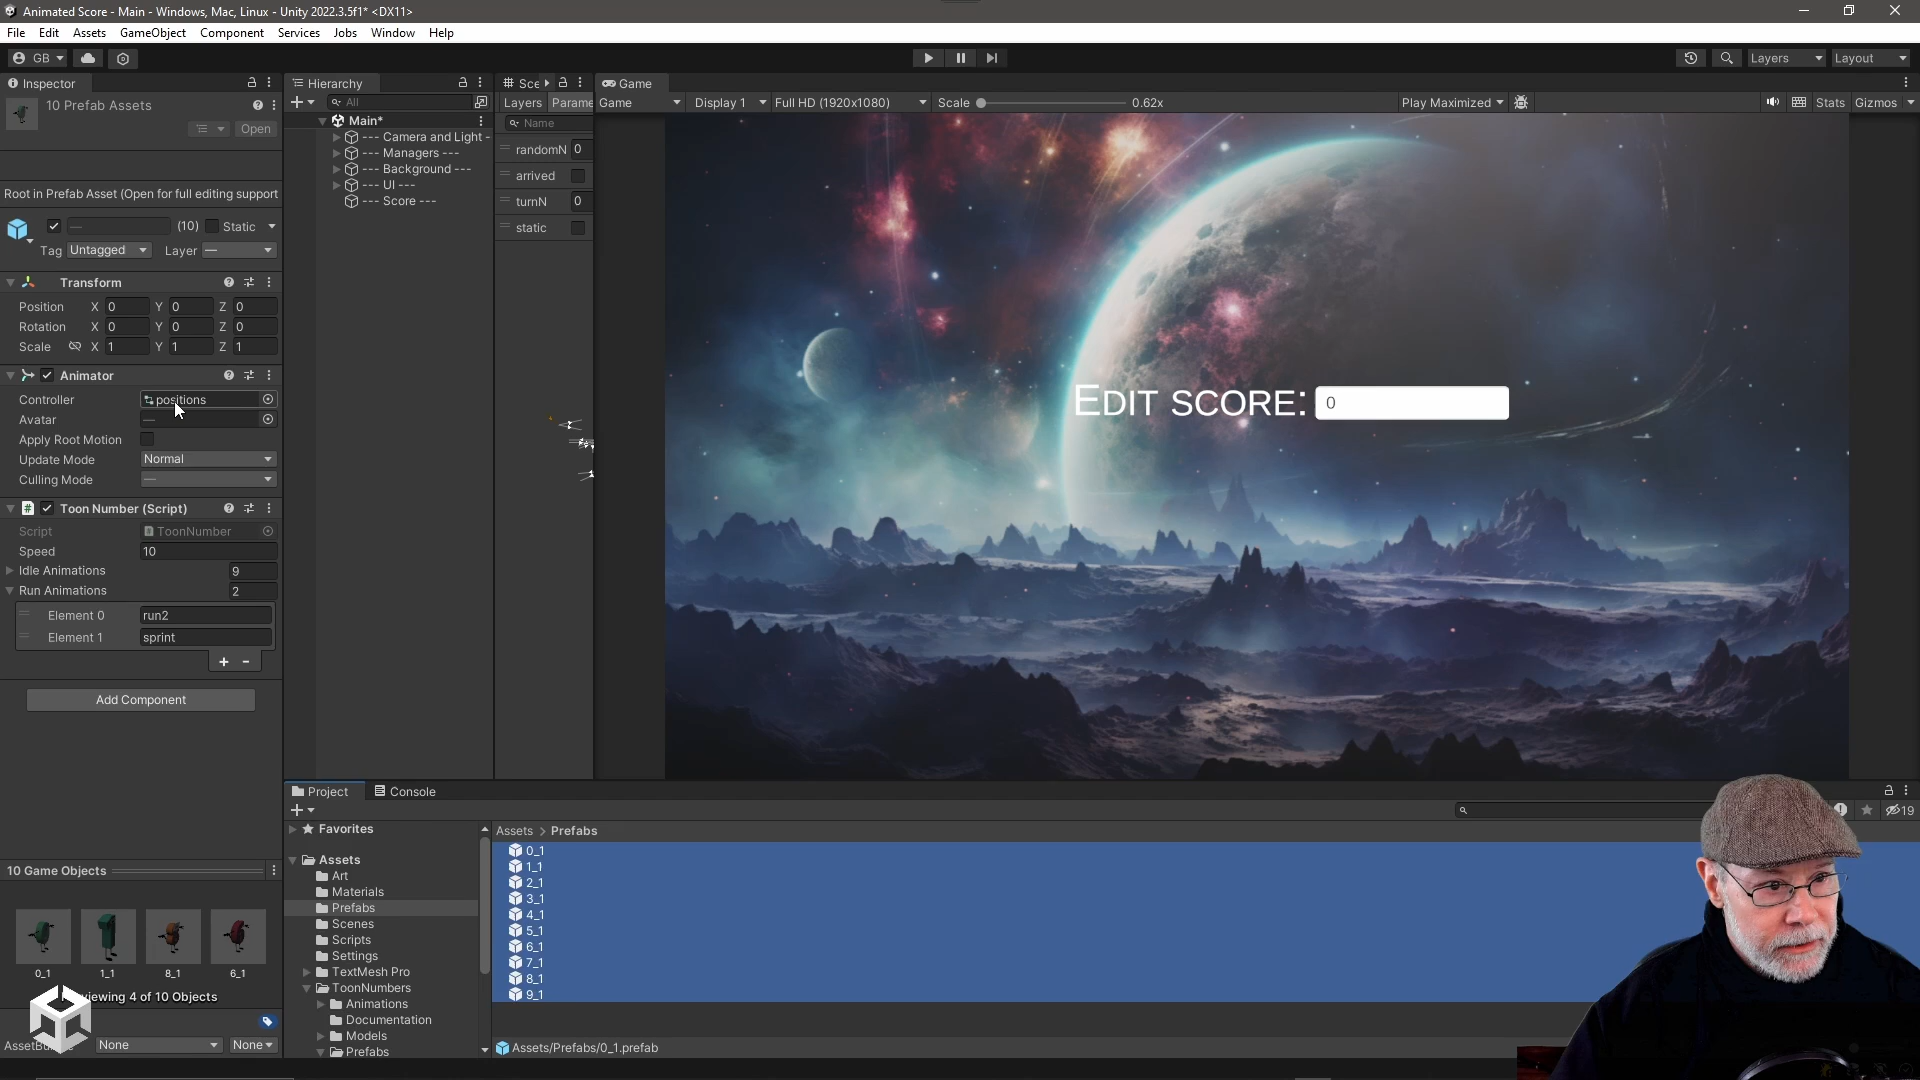 Animated Score - Main - Windows, Mac, Linux - Unity 2022.3.5f1* <DX11>
File Edit Assets GameObject Component Services Jobs Window Help
GB
Layers
Layout
Inspector
10 Prefab Assets
Open
Root in Prefab Asset (Open for full editing support
— (10) Static
Tag Untagged Layer —
Transform
Position X 0 Y 0 Z 0
Rotation X 0 Y 0 Z 0
Scale X 1 Y 1 Z 1
Animator
Controller positions
Avatar —
Apply Root Motion
Update Mode Normal
Culling Mode —
# Toon Number (Script)
Script ToonNumber
Speed 10
Idle Animations 9
Run Animations 2
Element 0 run2
Element 1 sprint
+ -
Add Component
10 Game Objects
0_1 1_1 8_1 6_1
viewing 4 of 10 Objects
None None
Hierarchy
+ All
Main*
--- Camera and Light -
--- Managers ---
--- Background ---
--- UI ---
--- Score ---
# Sce
Layers Parame
Name
randomN 0
arrived
turnN 0
static
Game
Game Display 1 Full HD (1920x1080) Scale 0.62x Play Maximized Stats Gizmos
EDIT SCORE: 0
Project Console
+
19
Favorites
Assets
Art
Materials
Prefabs
Scenes
Scripts
Settings
TextMesh Pro
ToonNumbers
Animations
Documentation
Models
Prefabs
Assets > Prefabs
0_1
1_1
2_1
3_1
4_1
5_1
6_1
7_1
8_1
9_1
Assets/Prefabs/0_1.prefab